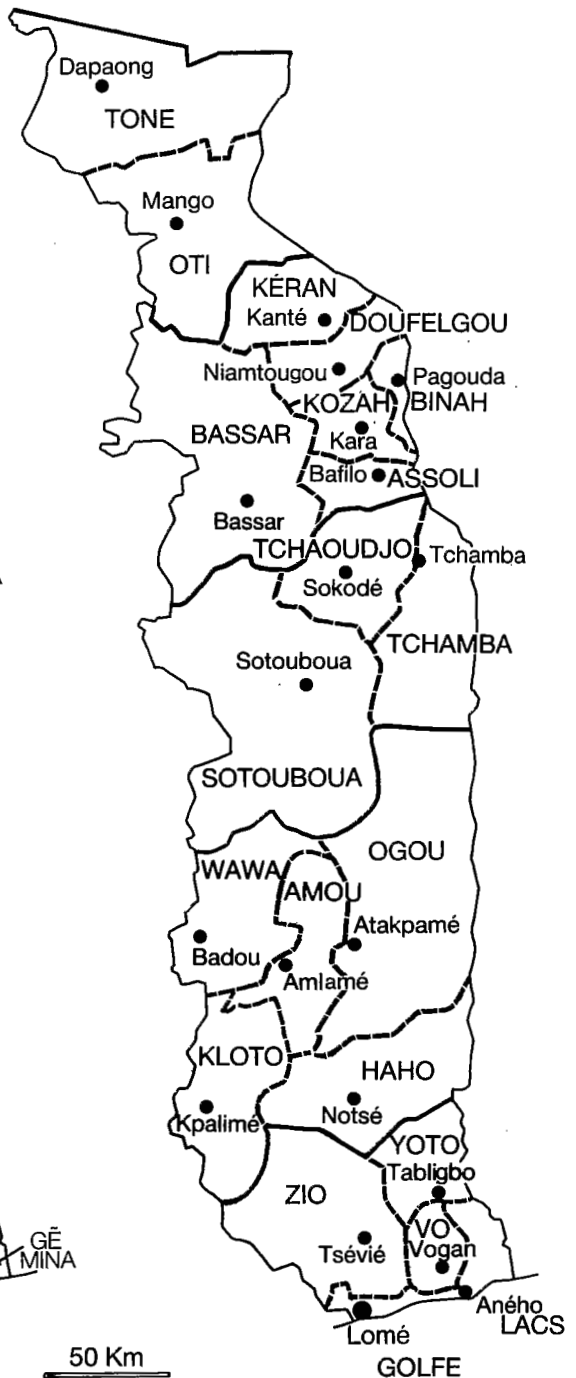 Dapaong
TONE
Mango
OTI
KÉRAN
Kanté
DOUFELGOU
Niamtougou
Pagouda
KOZAH
BINAH
BASSAR
Kara
Bafilo
ASSOLI
Bassar
TCHAOUDJO
Tchamba
Sokodé
TCHAMBA
Sotouboua
SOTOUBOUA
OGOU
WAWA
AMOU
Atakpamé
Badou
Amlamé
KLOTO
HAHO
Kpalimé
Notsé
YOTO
Tabligbo
ZIO
VO
Tsévié
Vogan
GẼ
MINA
Aného
LACS
Lomé
50 Km
GOLFE